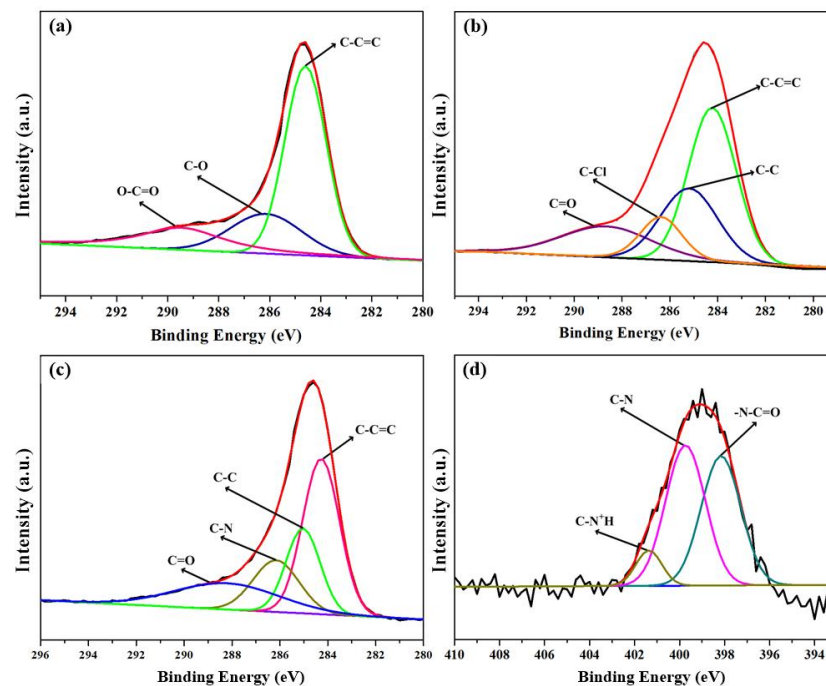 (a)
C-C=C
C-O
O-C=O
Intensity (a.u.)
294 292 290 288 286 284 282 280
Binding Energy (eV)
(b)
C-C=C
C-C
C-Cl
C=O
Intensity (a.u.)
294 292 290 288 286 284 282 280
Binding Energy (eV)
(c)
C-C=C
C-C
C-N
C=O
Intensity (a.u.)
296 294 292 290 288 286 284 282 280
Binding Energy (eV)
(d)
C-N
-N-C=O
C-N⁺H
Intensity (a.u.)
410 408 406 404 402 400 398 396 394
Binding Energy (eV)